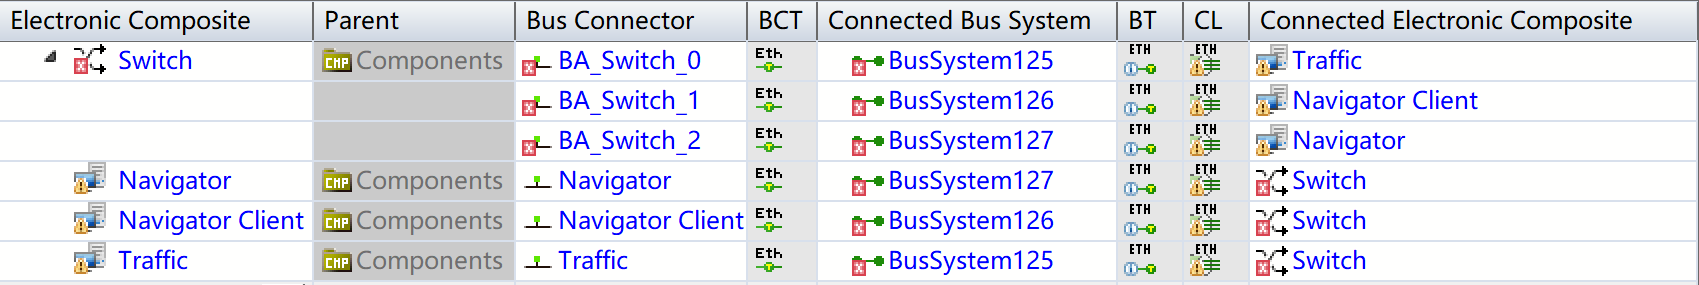 Electronic Composite Parent Bus Connector BCT Connected Bus System BT CL Connected Electronic Composite
Switch CMP Components BA_Switch_0 Eth BusSystem125 ETH ETH Traffic
BA_Switch_1 Eth BusSystem126 ETH ETH Navigator Client
BA_Switch_2 Eth BusSystem127 ETH ETH Navigator
Navigator CMP Components Navigator Eth BusSystem127 ETH ETH Switch
Navigator Client CMP Components Navigator Client Eth BusSystem126 ETH ETH Switch
Traffic CMP Components Traffic Eth BusSystem125 ETH ETH Switch